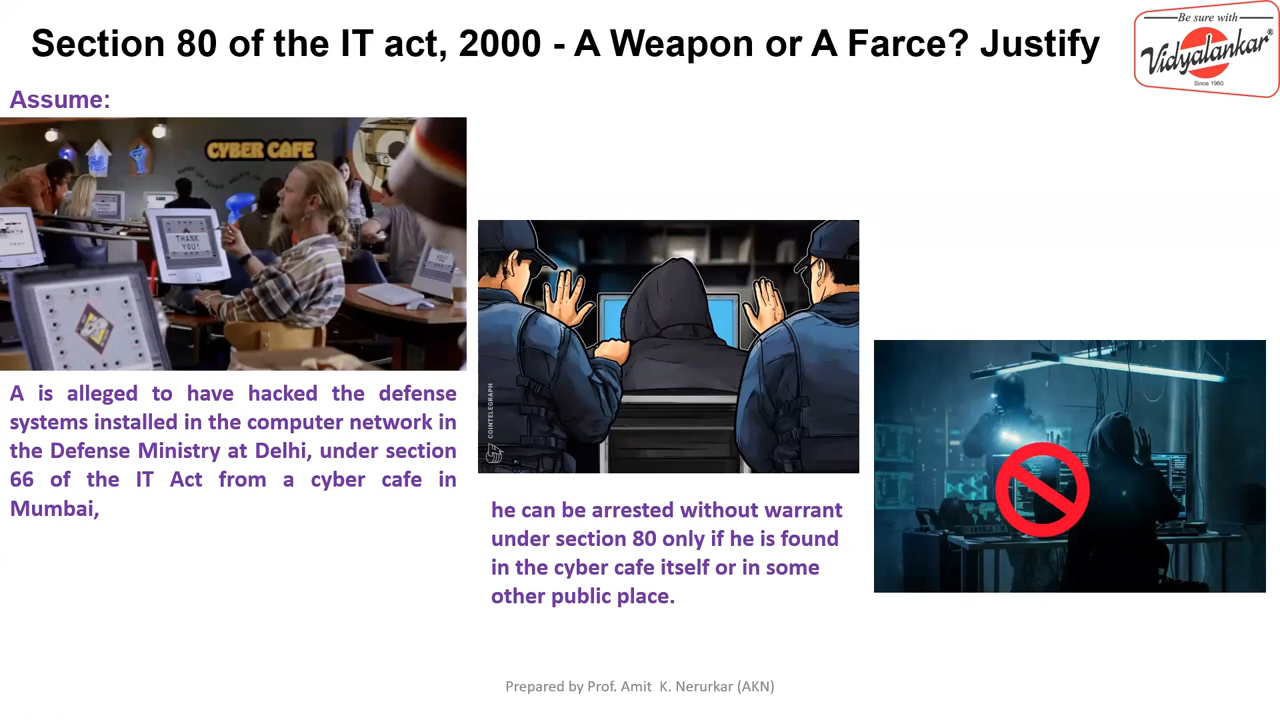 Section 80 of the IT act, 2000 - A Weapon or A Farce? Justify
Be sure with
Vidyalankar®
Since 1960
Assume:
CYBER CAFE
THANK
YOU!
COINTELEGRAPH
A is alleged to have hacked the defense
systems installed in the computer network in
the Defense Ministry at Delhi, under section
66 of the IT Act from a cyber cafe in
Mumbai,
he can be arrested without warrant
under section 80 only if he is found
in the cyber cafe itself or in some
other public place.
Prepared by Prof. Amit K. Nerurkar (AKN)